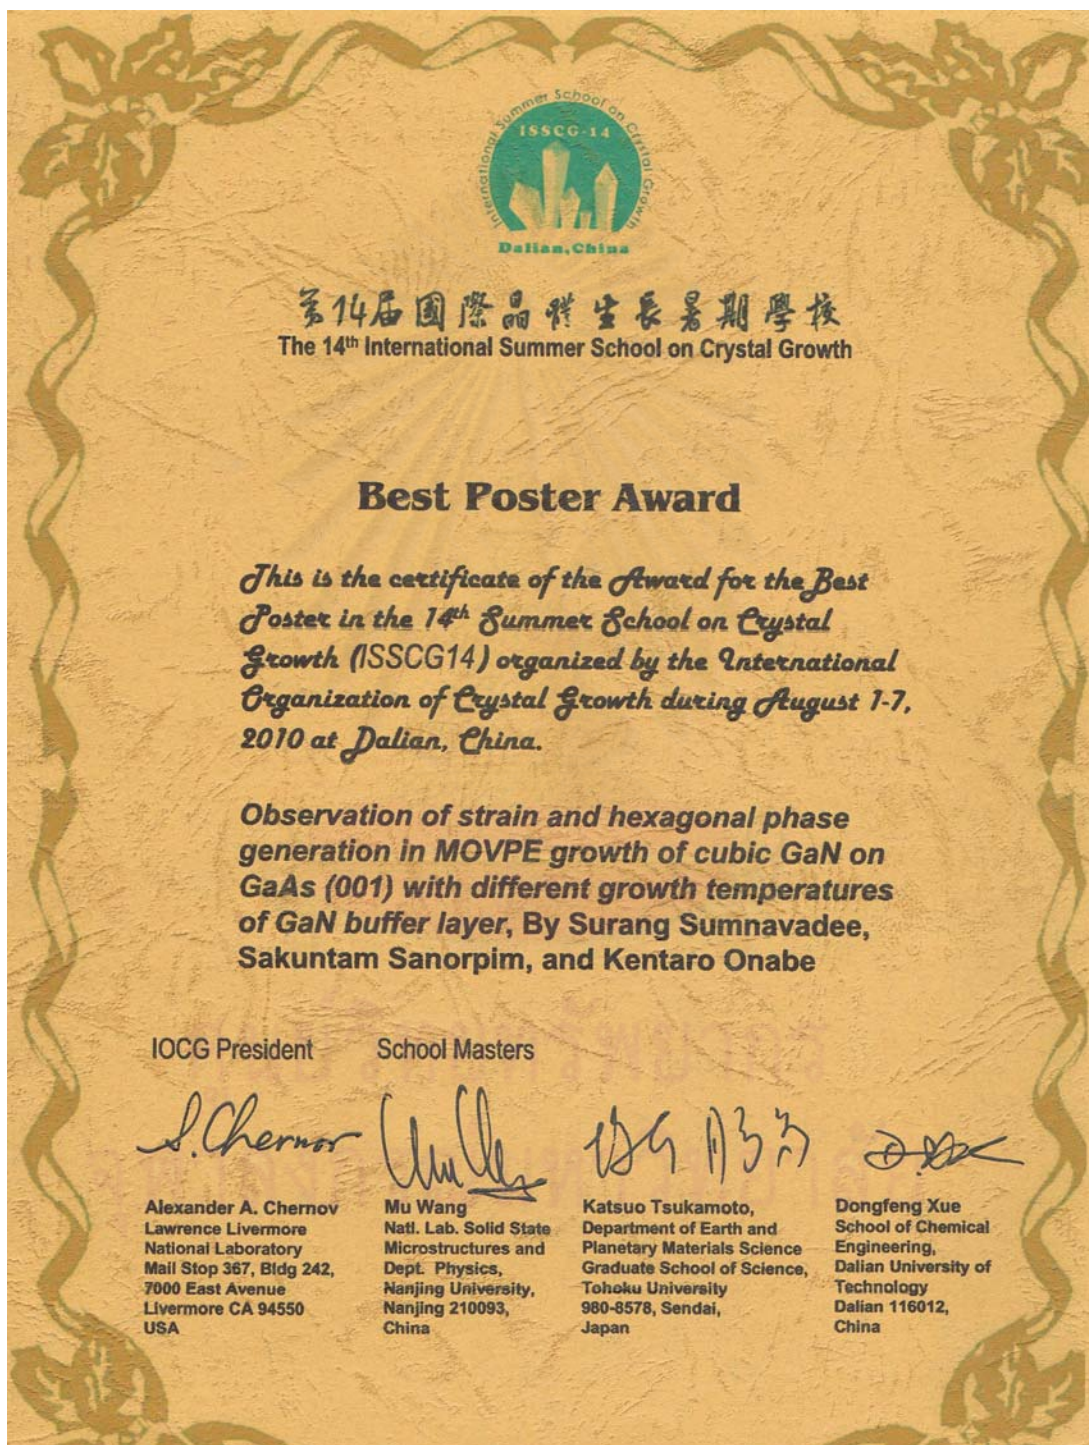 International Summer School on Crystal Growth
ISSCG-14
Dalian, China
第14届國際晶體生長暑期學校
The 14th International Summer School on Crystal Growth
Best Poster Award
This is the certificate of the Award for the Best
Poster in the 14th Summer School on Crystal
Growth (ISSCG14) organized by the International
Organization of Crystal Growth during August 1-7,
2010 at Dalian, China.
Observation of strain and hexagonal phase
generation in MOVPE growth of cubic GaN on
GaAs (001) with different growth temperatures
of GaN buffer layer, By Surang Sumnavadee,
Sakuntam Sanorpim, and Kentaro Onabe
IOCG President
School Masters
Alexander A. Chernov
Lawrence Livermore
National Laboratory
Mail Stop 367, Bldg 242,
7000 East Avenue
Livermore CA 94550
USA
Mu Wang
Natl. Lab. Solid State
Microstructures and
Dept. Physics,
Nanjing University,
Nanjing 210093,
China
Katsuo Tsukamoto,
Department of Earth and
Planetary Materials Science
Graduate School of Science,
Tohoku University
980-8578, Sendai,
Japan
Dongfeng Xue
School of Chemical
Engineering,
Dalian University of
Technology
Dalian 116012,
China